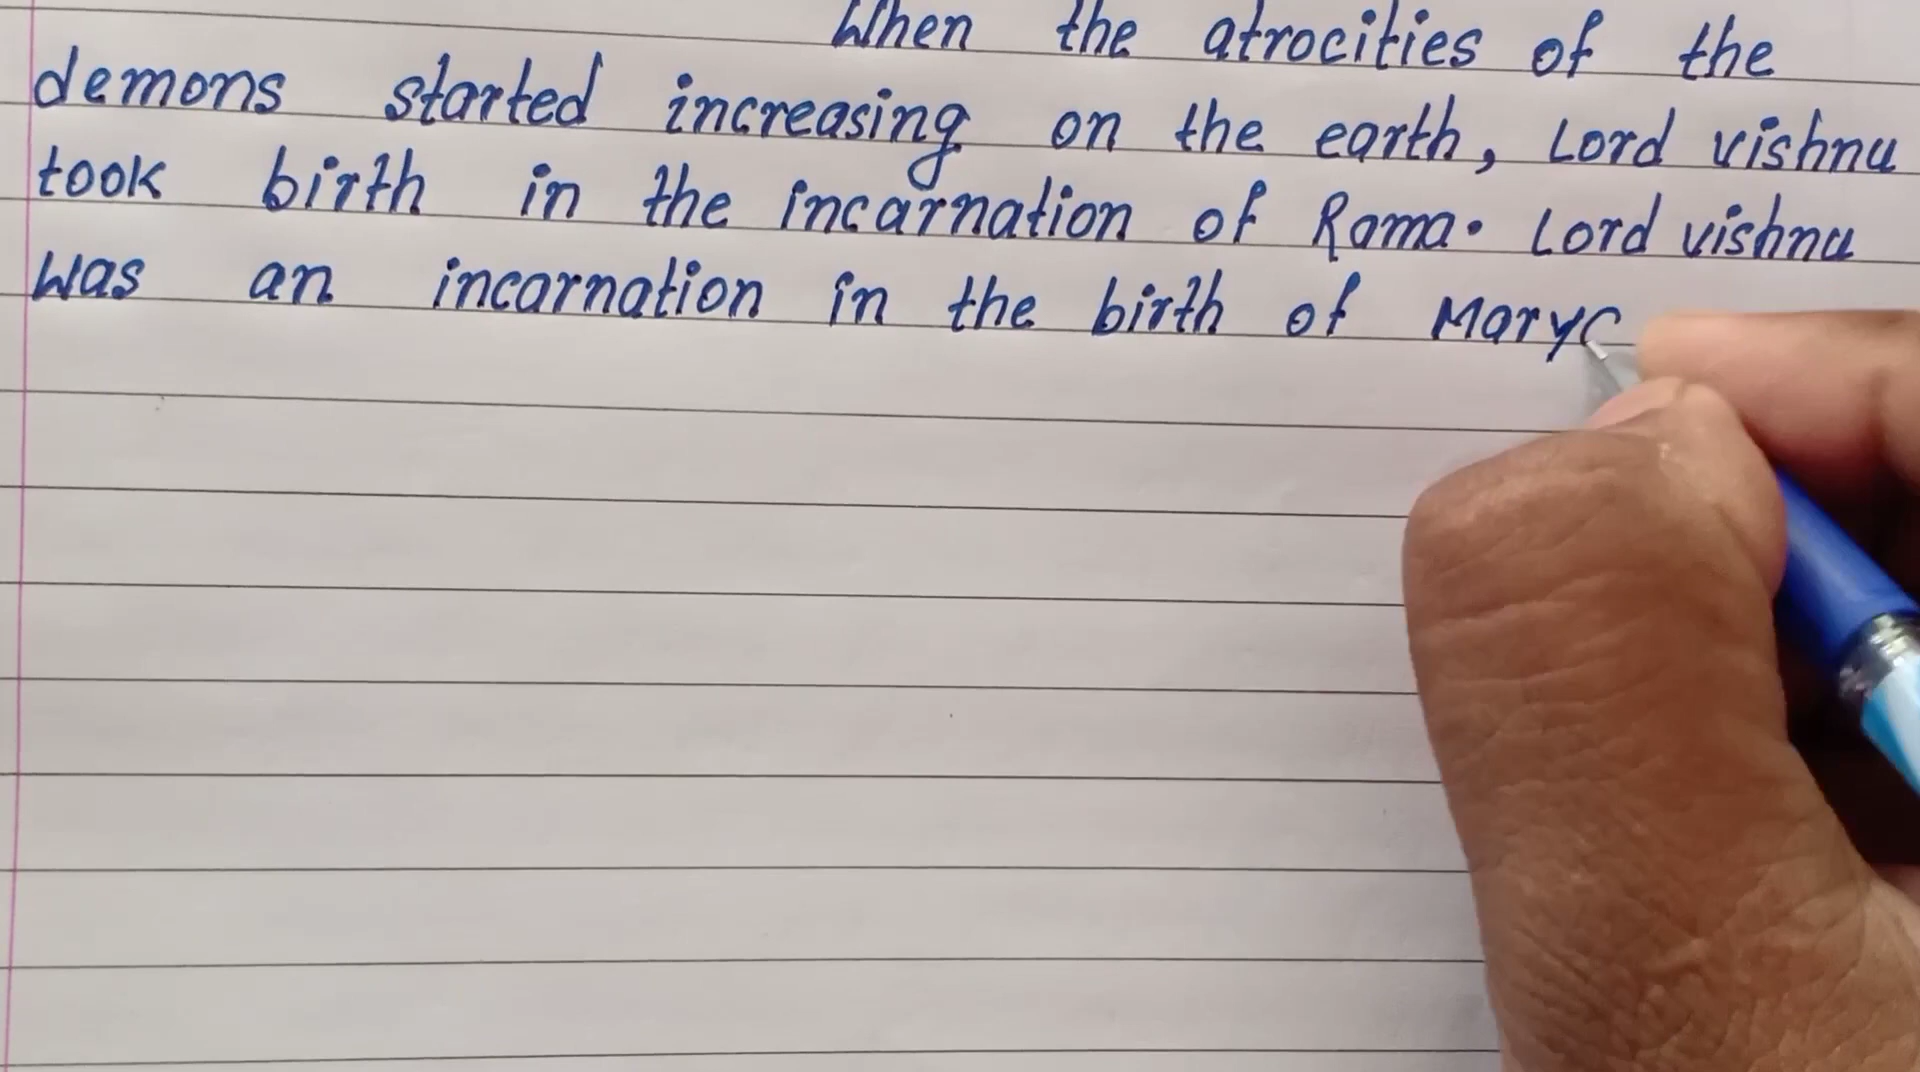 When the atrocities of the
demons started increasing on the earth, Lord vishnu
took birth in the incarnation of Rama. Lord vishnu
was an incarnation in the birth of